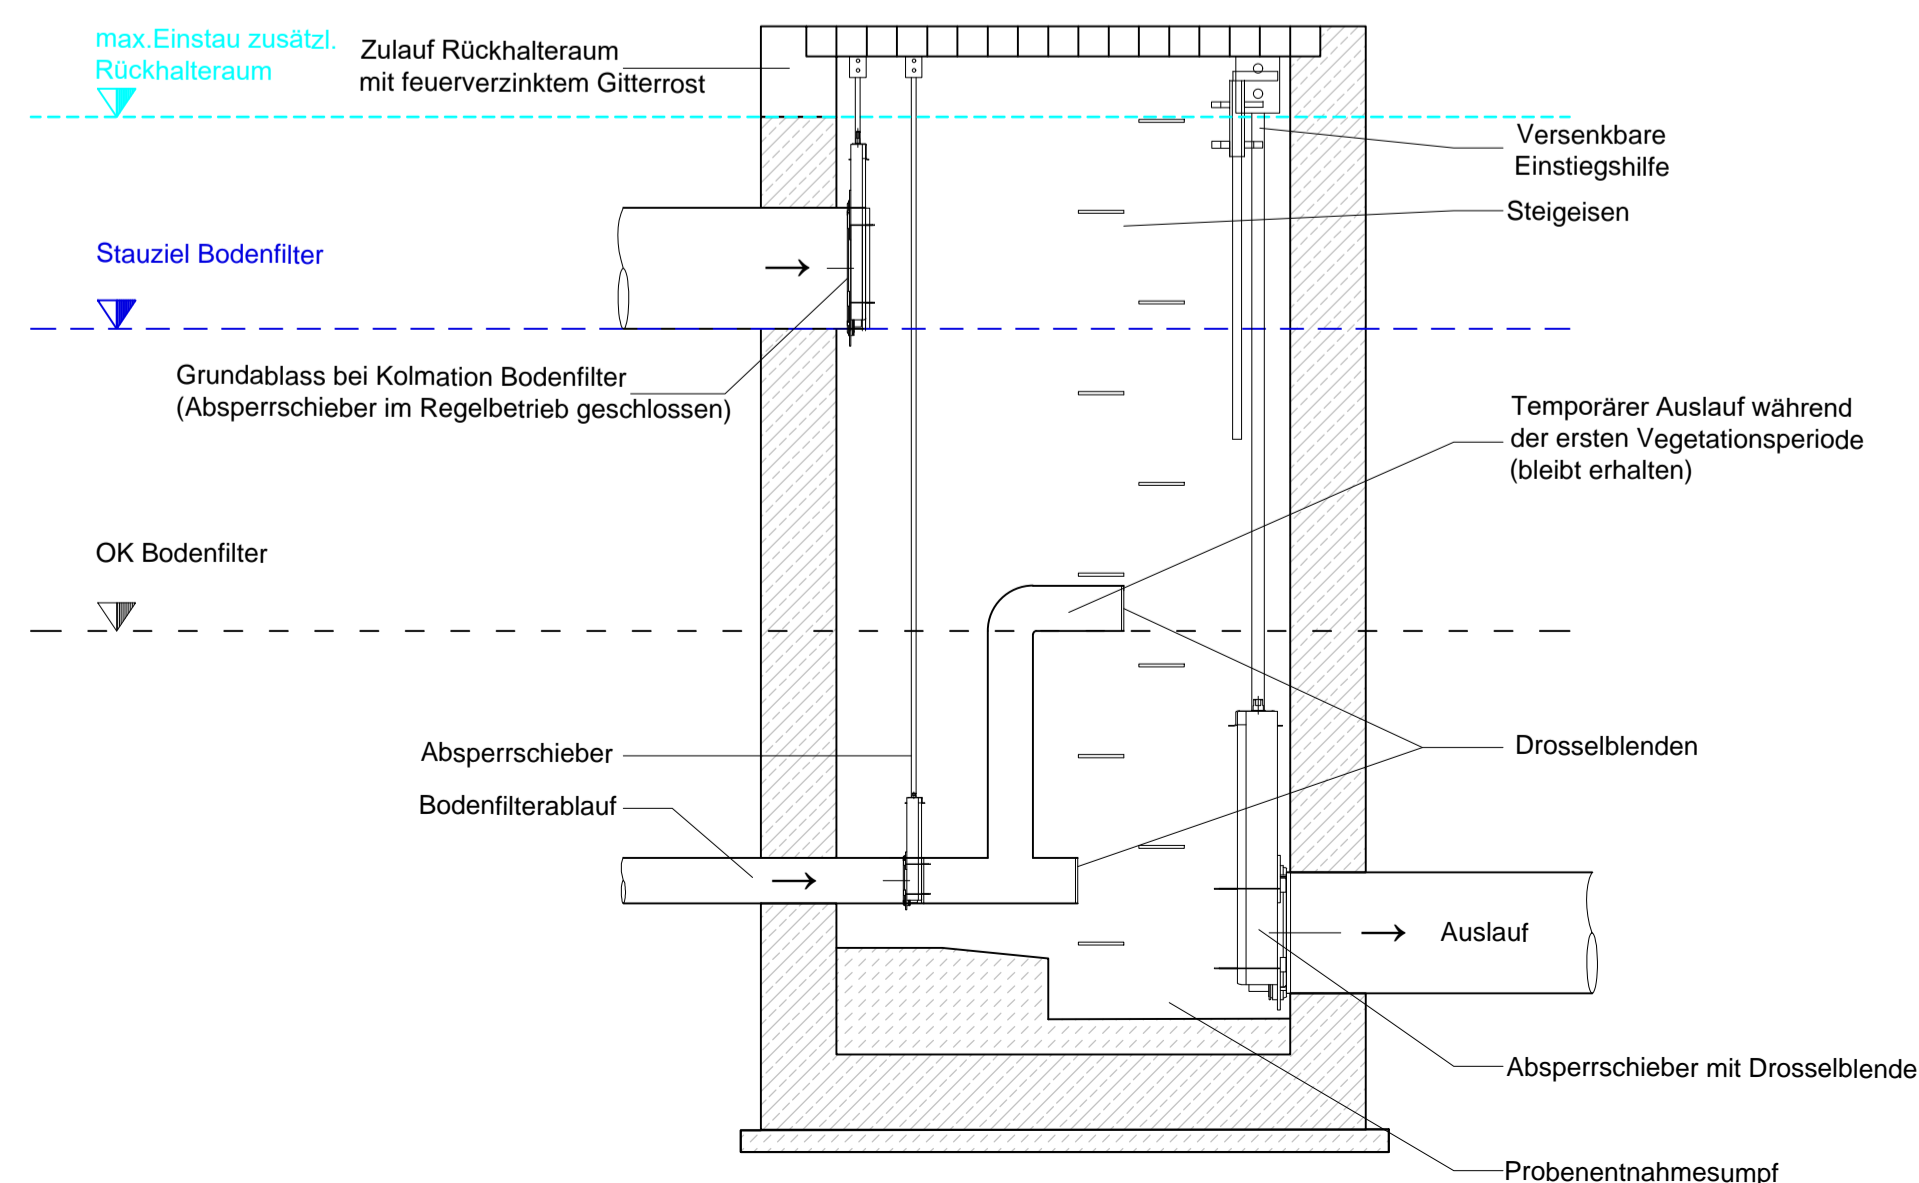 max.Einstau zusätzl.
Rückhalteraum
Zulauf Rückhalteraum
mit feuerverzinktem Gitterrost
Versenkbare
Einstiegshilfe
Steigeisen
Stauziel Bodenfilter
Grundablass bei Kolmation Bodenfilter
(Absperrschieber im Regelbetrieb geschlossen)
Temporärer Auslauf während
der ersten Vegetationsperiode
(bleibt erhalten)
OK Bodenfilter
Absperrschieber
Drosselblenden
Bodenfilterablauf
Auslauf
Absperrschieber mit Drosselblende
Probenentnahmesumpf